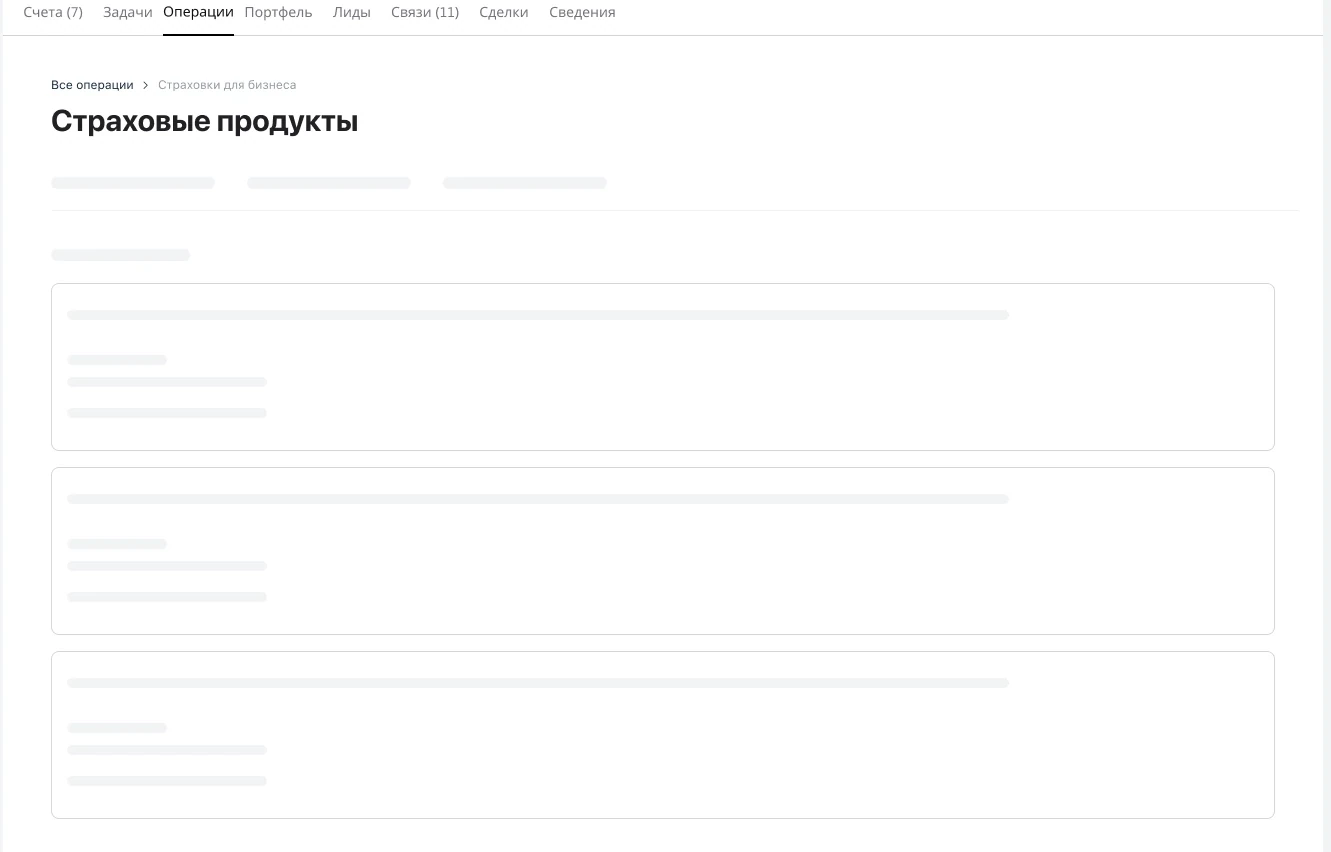 Счета (7) Задачи Операции Портфель Лиды Связи (11) Сделки Сведения
Все операции > Страховки для бизнеса
Страховые продукты